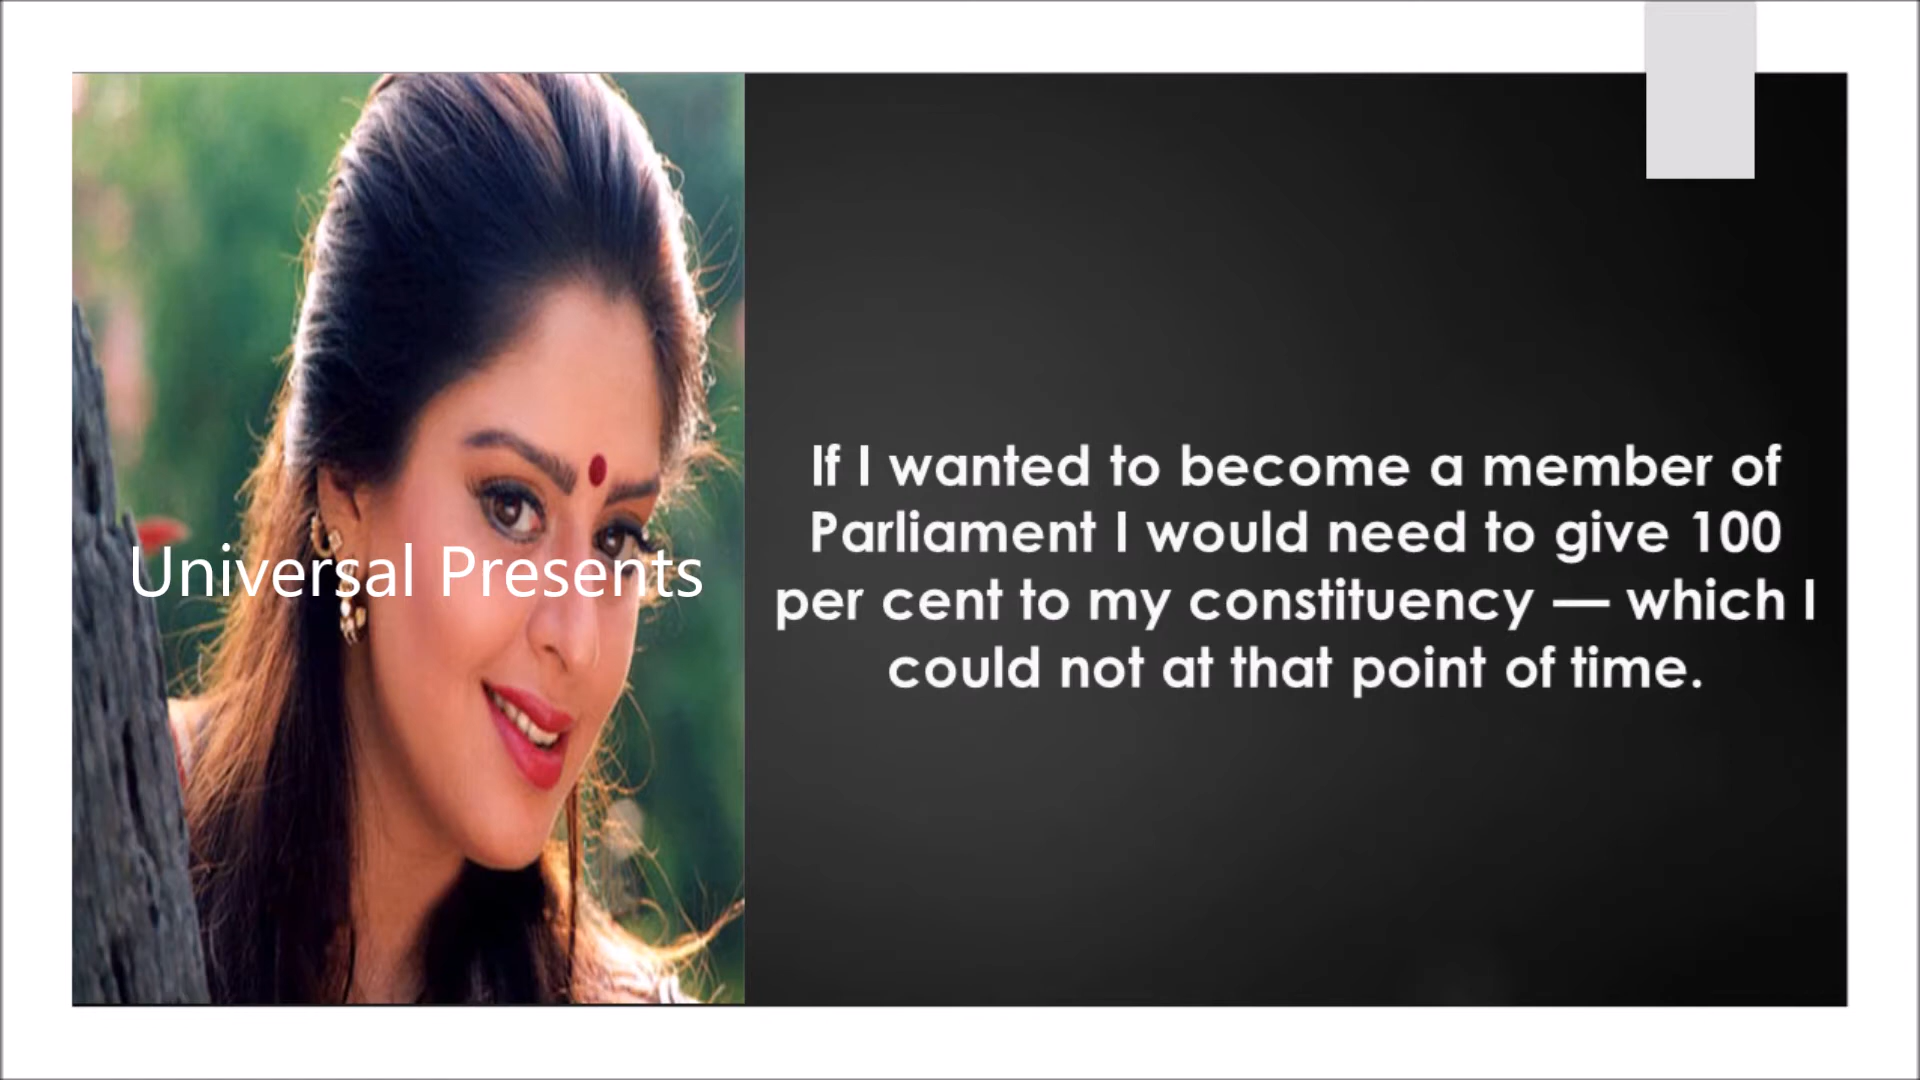 Universal Presents
If I wanted to become a member of
Parliament I would need to give 100
per cent to my constituency — which I
could not at that point of time.